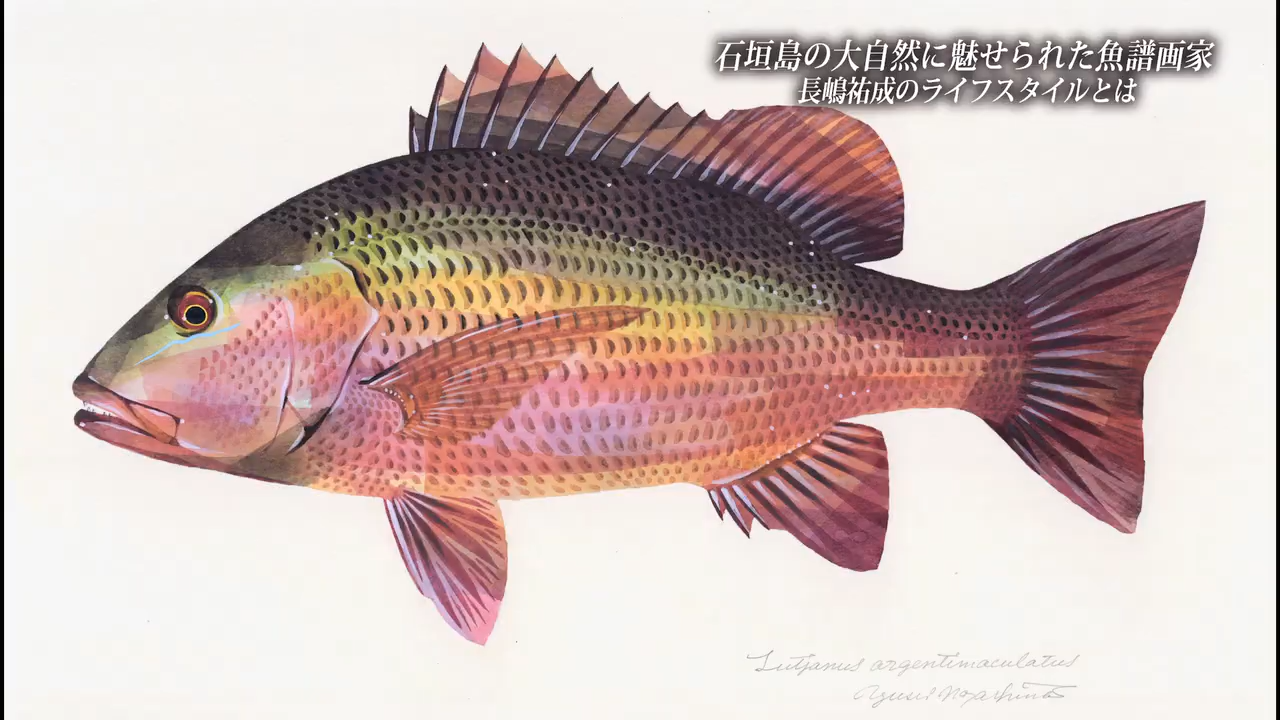 石垣島の大自然に魅せられた魚譜画家
長嶋祐成のライフスタイルとは
Lutjanus argentimaculatus